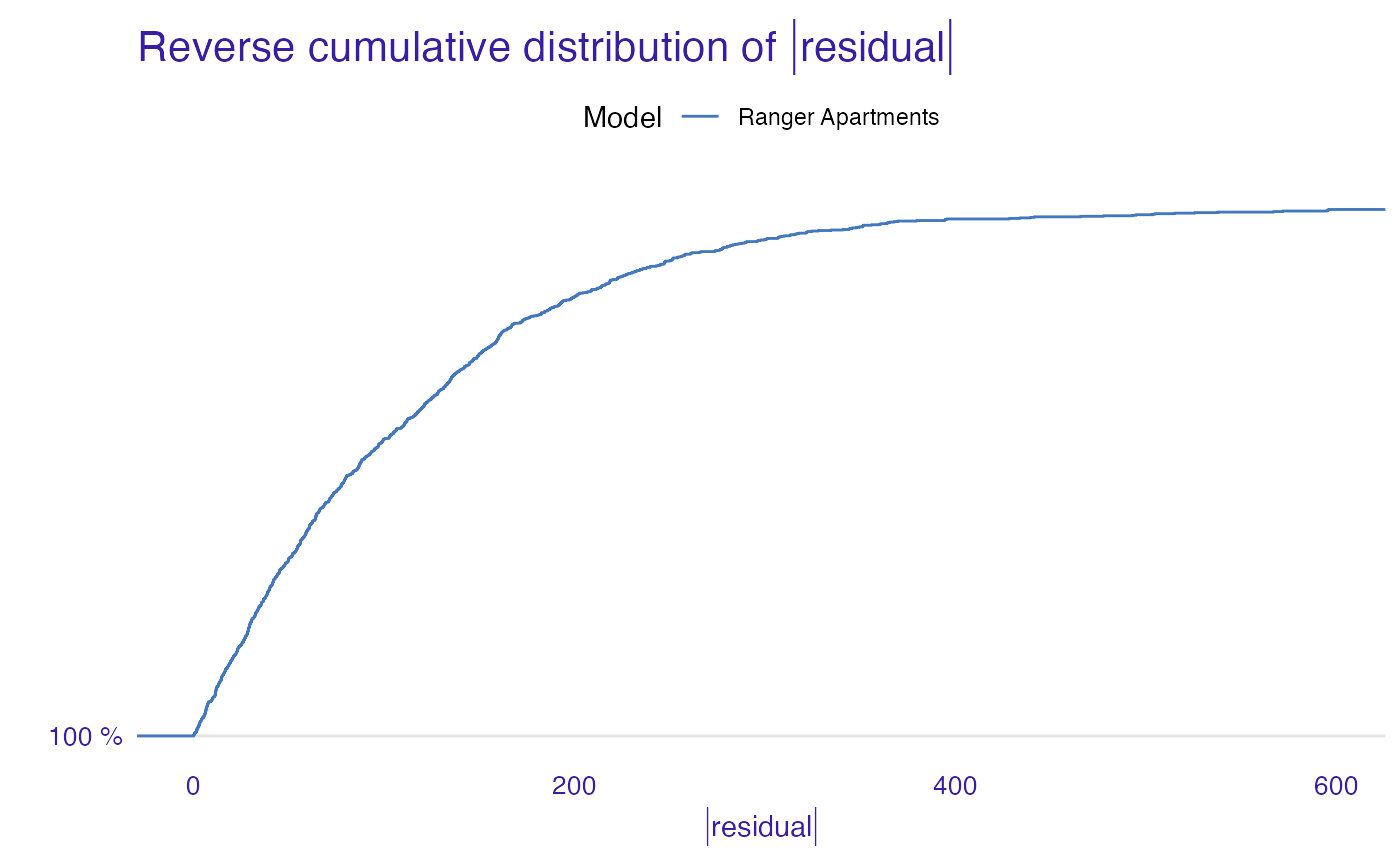 Reverse cumulative distribution of |residual|
Model Ranger Apartments
100 %
0 200 400 600
|residual|